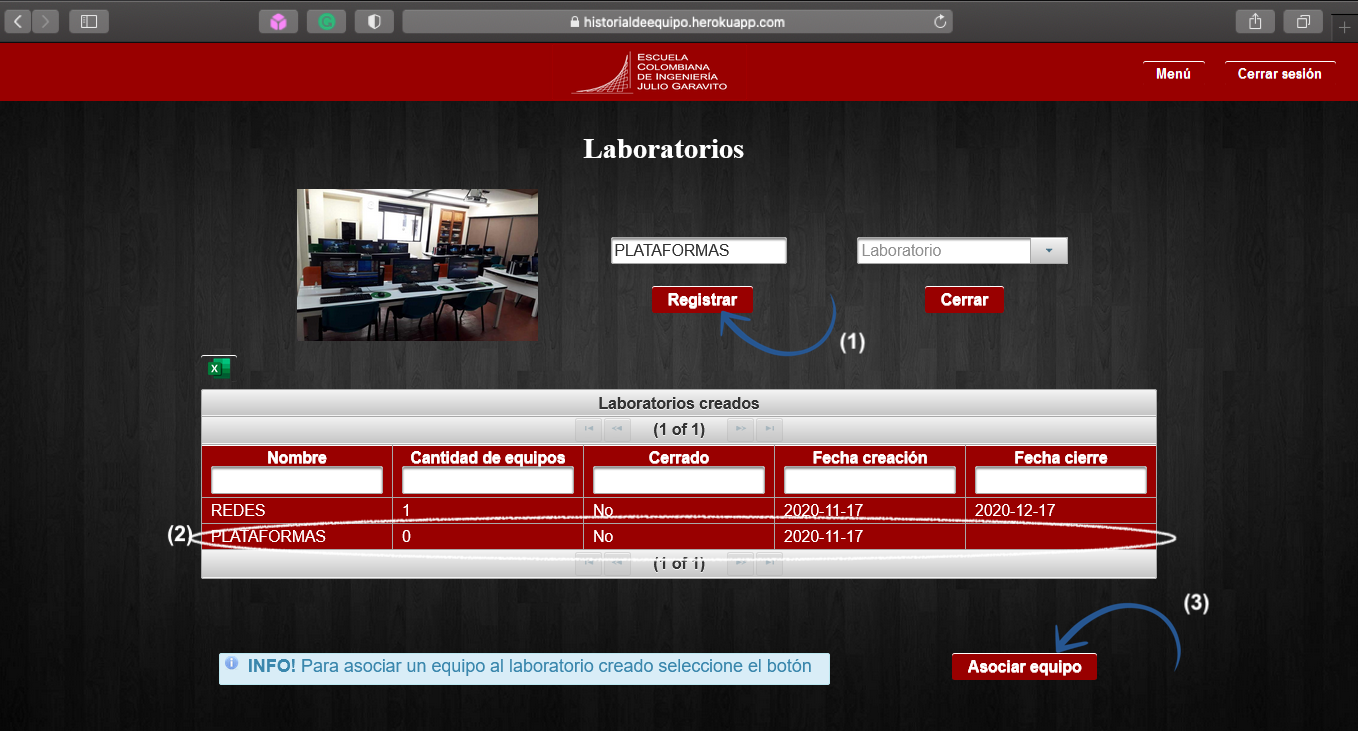 historialdeequipo.herokuapp.com
ESCUELA
COLOMBIANA
DE INGENIERÍA
JULIO GARAVITO
Menú
Cerrar sesión
Laboratorios
PLATAFORMAS
Laboratorio
Registrar
Cerrar
(1)
Laboratorios creados
(1 of 1)
Nombre Cantidad de equipos Cerrado Fecha creación Fecha cierre
REDES 1 No 2020-11-17 2020-12-17
(2) PLATAFORMAS 0 No 2020-11-17
(1 of 1)
(3)
INFO! Para asociar un equipo al laboratorio creado seleccione el botón
Asociar equipo